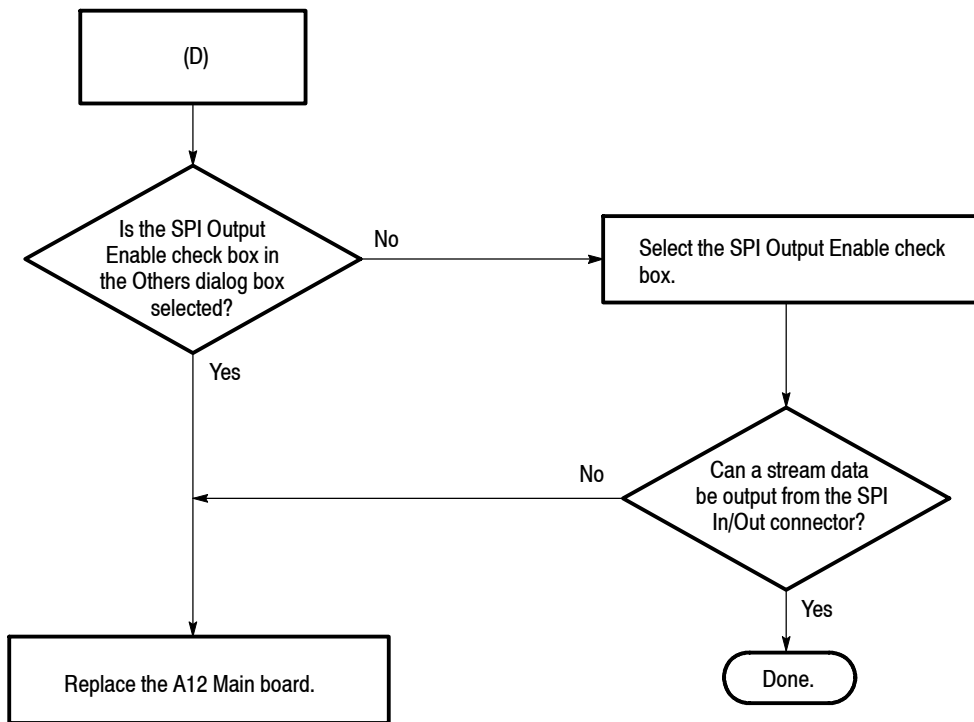 (D)
Is the SPI Output
Enable check box in
the Others dialog box
selected?
No
Select the SPI Output Enable check
box.
Yes
Can a stream data
be output from the SPI
In/Out connector?
No
Yes
Replace the A12 Main board.
Done.